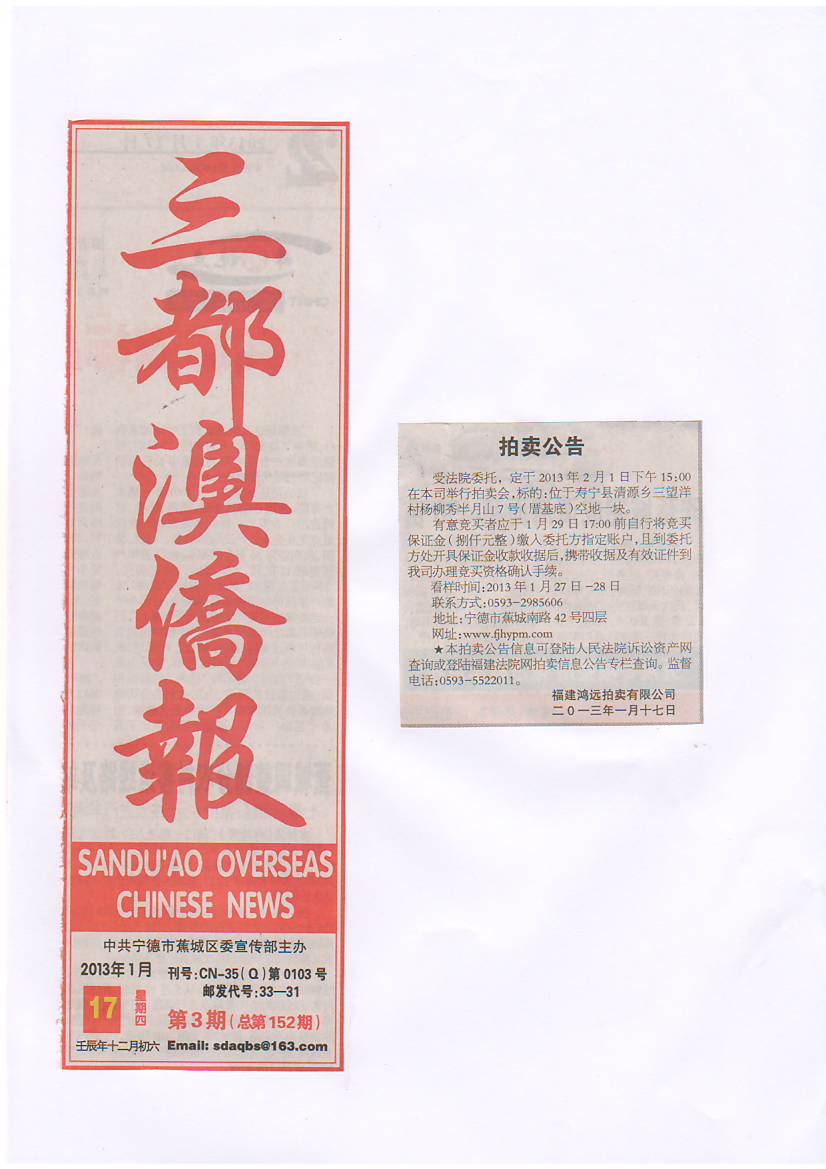 三都澳僑報
SANDU'AO OVERSEAS
CHINESE NEWS
中共宁德市蕉城区委宣传部主办
2013年1月
17
星期四
刊号:CN-35(Q)第0103号
邮发代号:33—31
第3期(总第152期)
壬辰年十二月初六 Email: sdaqbs@163.com
拍卖公告
受法院委托，定于2013年2月1日下午15:00
在本司举行拍卖会,标的:位于寿宁县清源乡三望洋
村杨柳秀半月山7号(厝基底)空地一块。
有意竞买者应于1月29日17:00前自行将竞买
保证金(捌仟元整)缴入委托方指定账户,且到委托
方处开具保证金收款收据后,携带收据及有效证件到
我司办理竞买资格确认手续。
看样时间:2013年1月27日-28日
联系方式:0593-2985606
地址:宁德市蕉城南路42号四层
网址:www.fjhypm.com
★本拍卖公告信息可登陆人民法院诉讼资产网
查询或登陆福建法院网拍卖信息公告专栏查询。监督
电话:0593-5522011。
福建鸿远拍卖有限公司
二〇一三年一月十七日